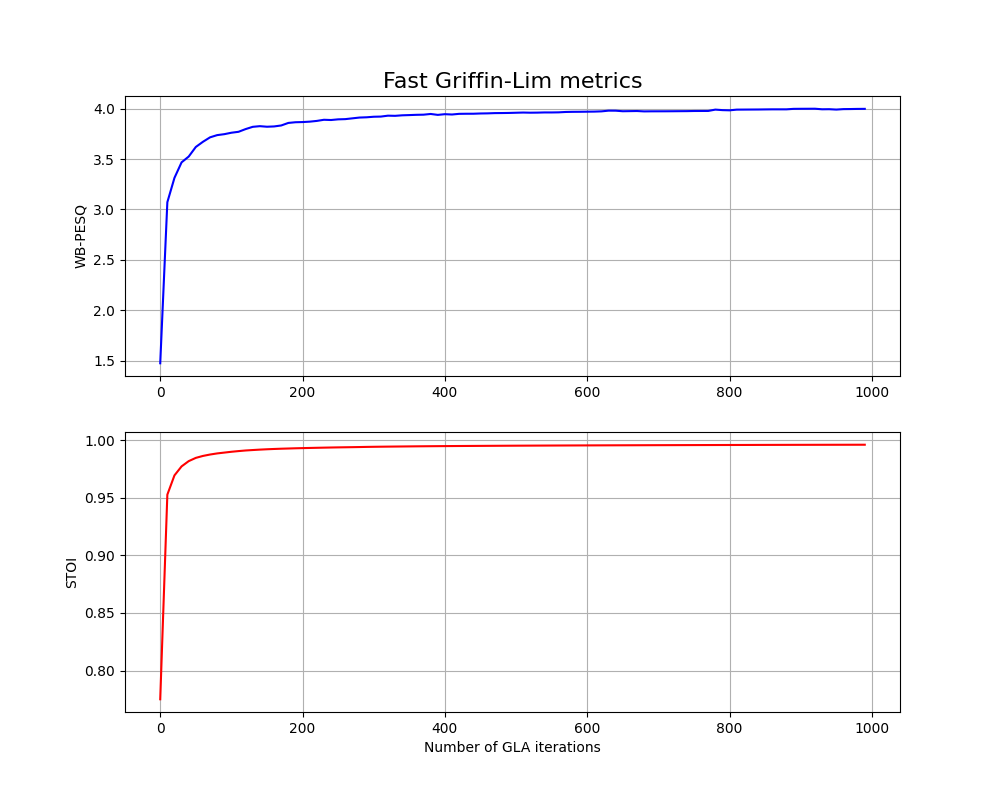 Fast Griffin-Lim metrics
4.0
3.5
3.0
2.5
2.0
1.5
WB-PESQ
0 200 400 600 800 1000
1.00
0.95
0.90
0.85
0.80
STOI
0 200 400 600 800 1000
Number of GLA iterations